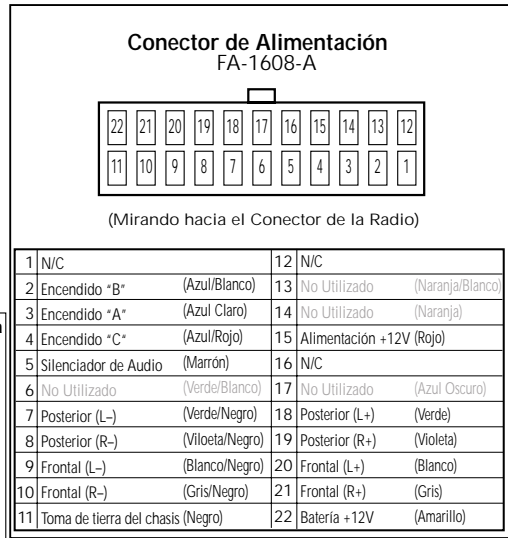 Conector de Alimentación
FA-1608-A
22 21 20 19 18 17 16 15 14 13 12
11 10 9 8 7 6 5 4 3 2 1
(Mirando hacia el Conector de la Radio)
1 N/C 12 N/C
2 Encendido "B" (Azul/Blanco) 13 No Utilizado (Naranja/Blanco)
3 Encendido "A" (Azul Claro) 14 No Utilizado (Naranja)
4 Encendido "C" (Azul/Rojo) 15 Alimentación +12V (Rojo)
5 Silenciador de Audio (Marrón) 16 N/C
6 No Utilizado (Verde/Blanco) 17 No Utilizado (Azul Oscuro)
7 Posterior (L–) (Verde/Negro) 18 Posterior (L+) (Verde)
8 Posterior (R–) (Viloeta/Negro) 19 Posterior (R+) (Violeta)
9 Frontal (L–) (Blanco/Negro) 20 Frontal (L+) (Blanco)
10 Frontal (R–) (Gris/Negro) 21 Frontal (R+) (Gris)
11 Toma de tierra del chasis (Negro) 22 Batería +12V (Amarillo)